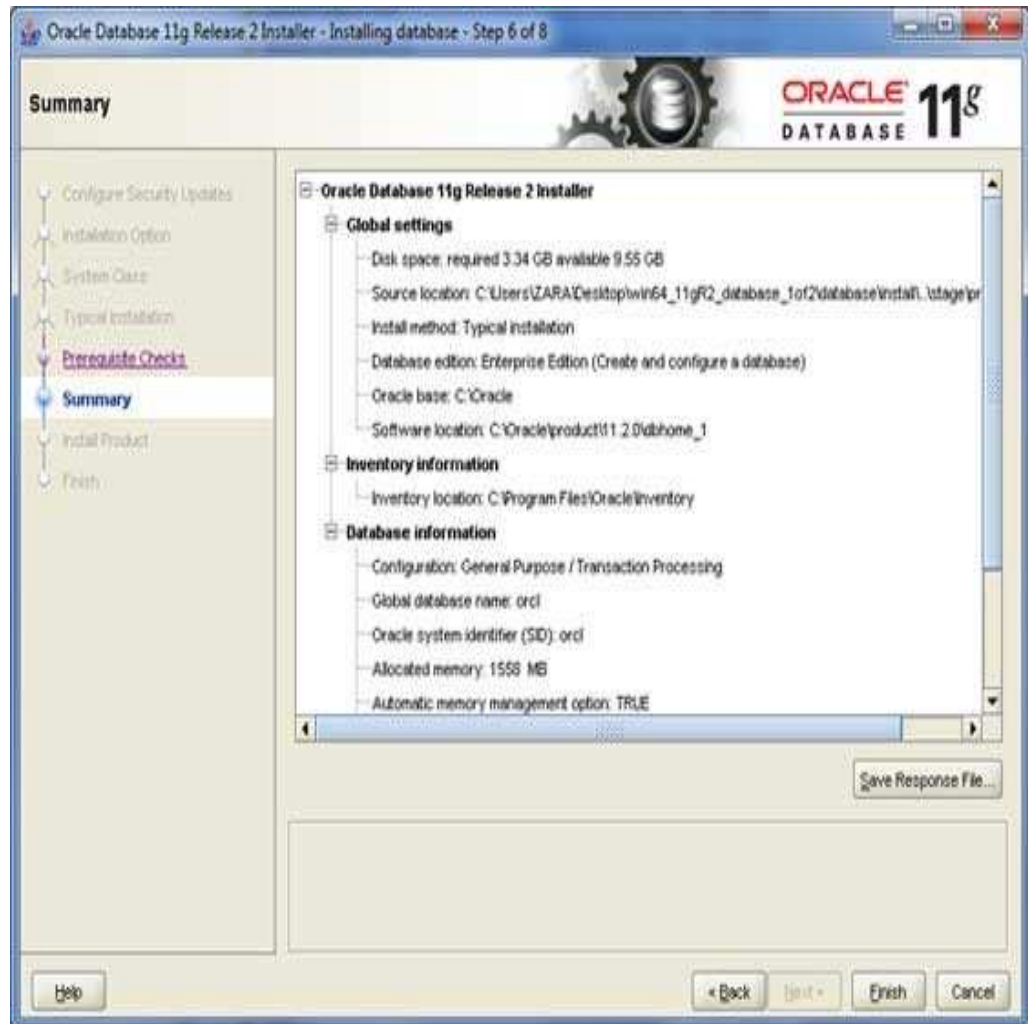 Oracle Database 11g Release 2 Installer - Installing database - Step 6 of 8
Summary
ORACLE
DATABASE 11g
Configure Security Updates
Installation Option
System Class
Typical Installation
Prerequisite Checks
Summary
Install Product
Finish
Oracle Database 11g Release 2 Installer
Global settings
Disk space: required 3.34 GB available 9.55 GB
Source location: C:\Users\ZARA\Desktop\win64_11gR2_database_1of2\database\install\..\stage\pr
Install method: Typical installation
Database edition: Enterprise Edition (Create and configure a database)
Oracle base: C:\Oracle
Software location: C:\Oracle\product\11.2.0\dbhome_1
Inventory information
Inventory location: C:\Program Files\Oracle\Inventory
Database information
Configuration: General Purpose / Transaction Processing
Global database name: orcl
Oracle system identifier (SID): orcl
Allocated memory: 1558 MB
Automatic memory management option: TRUE
Save Response File...
Help
< Back
Next >
Finish
Cancel